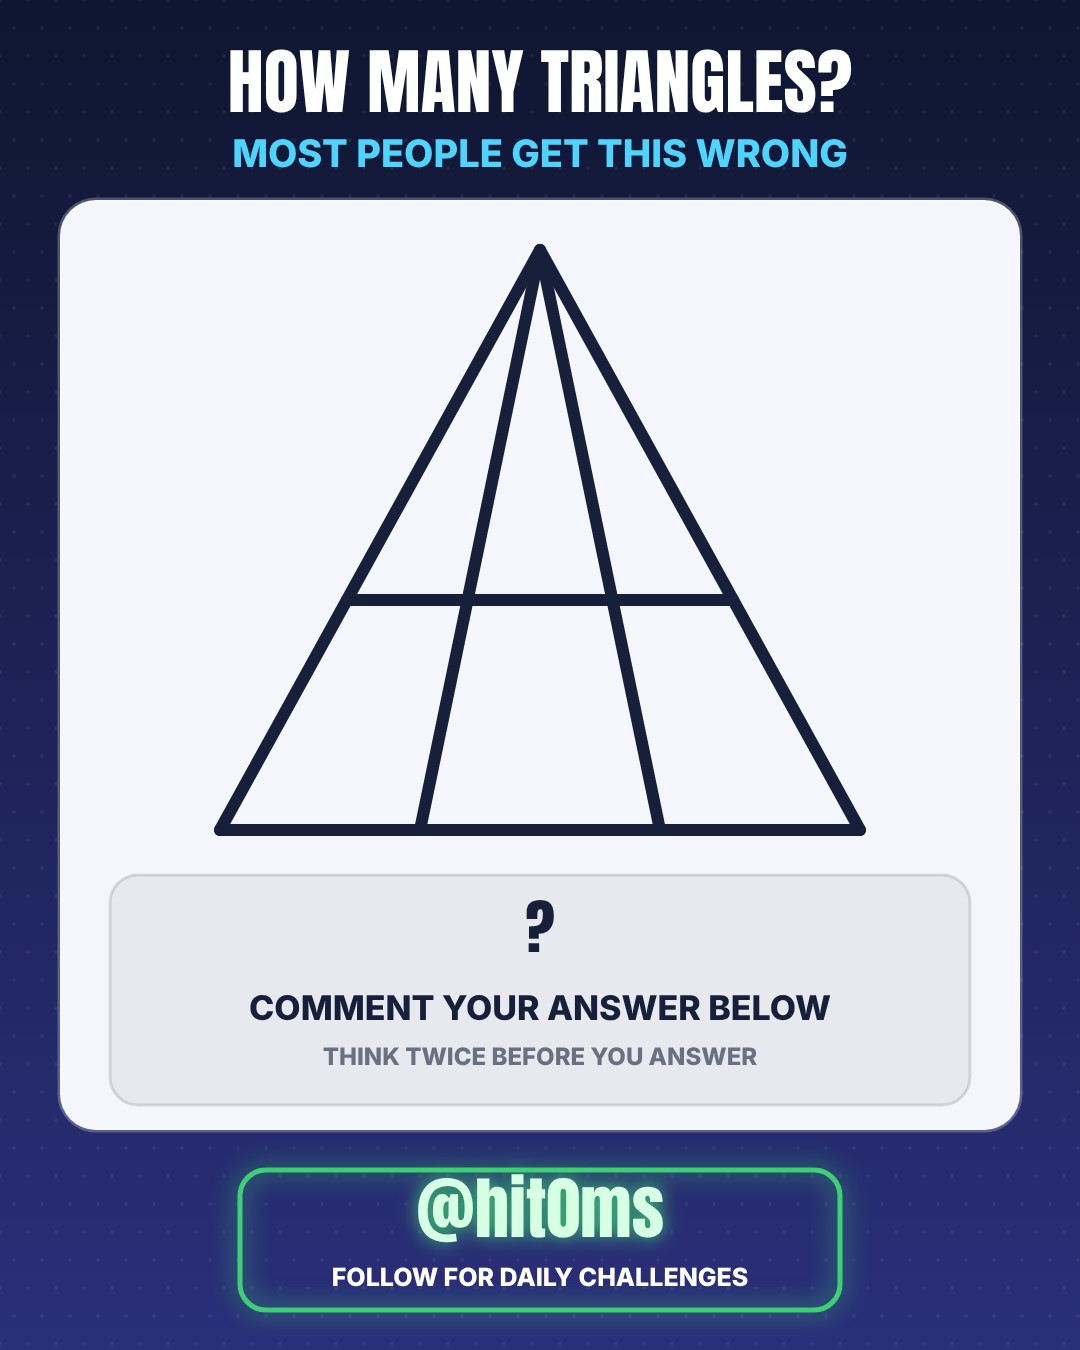 HOW MANY TRIANGLES?
MOST PEOPLE GET THIS WRONG
?
COMMENT YOUR ANSWER BELOW
THINK TWICE BEFORE YOU ANSWER
@hit0ms
FOLLOW FOR DAILY CHALLENGES